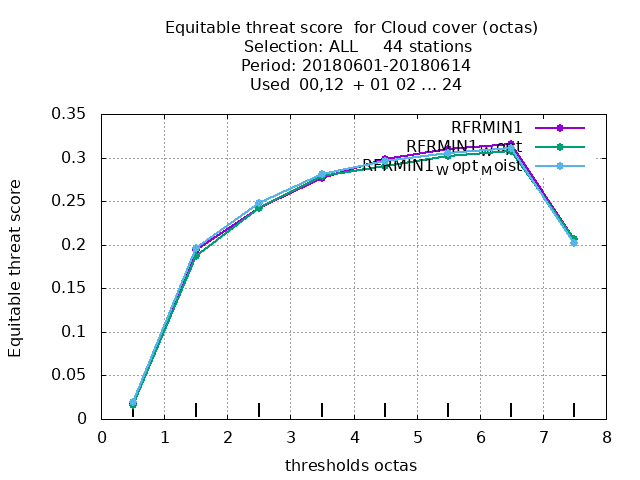 Equitable threat score  for Cloud cover (octas)
Selection: ALL     44 stations
Period: 20180601-20180614
Used  00,12  + 01 02 ... 24
0.35
0.3
0.25
0.2
0.15
0.1
0.05
0
Equitable threat score
RFRMIN1
RFRMIN1_Wopt
RFRMIN1_Wopt_Moist
0 1 2 3 4 5 6 7 8
thresholds octas